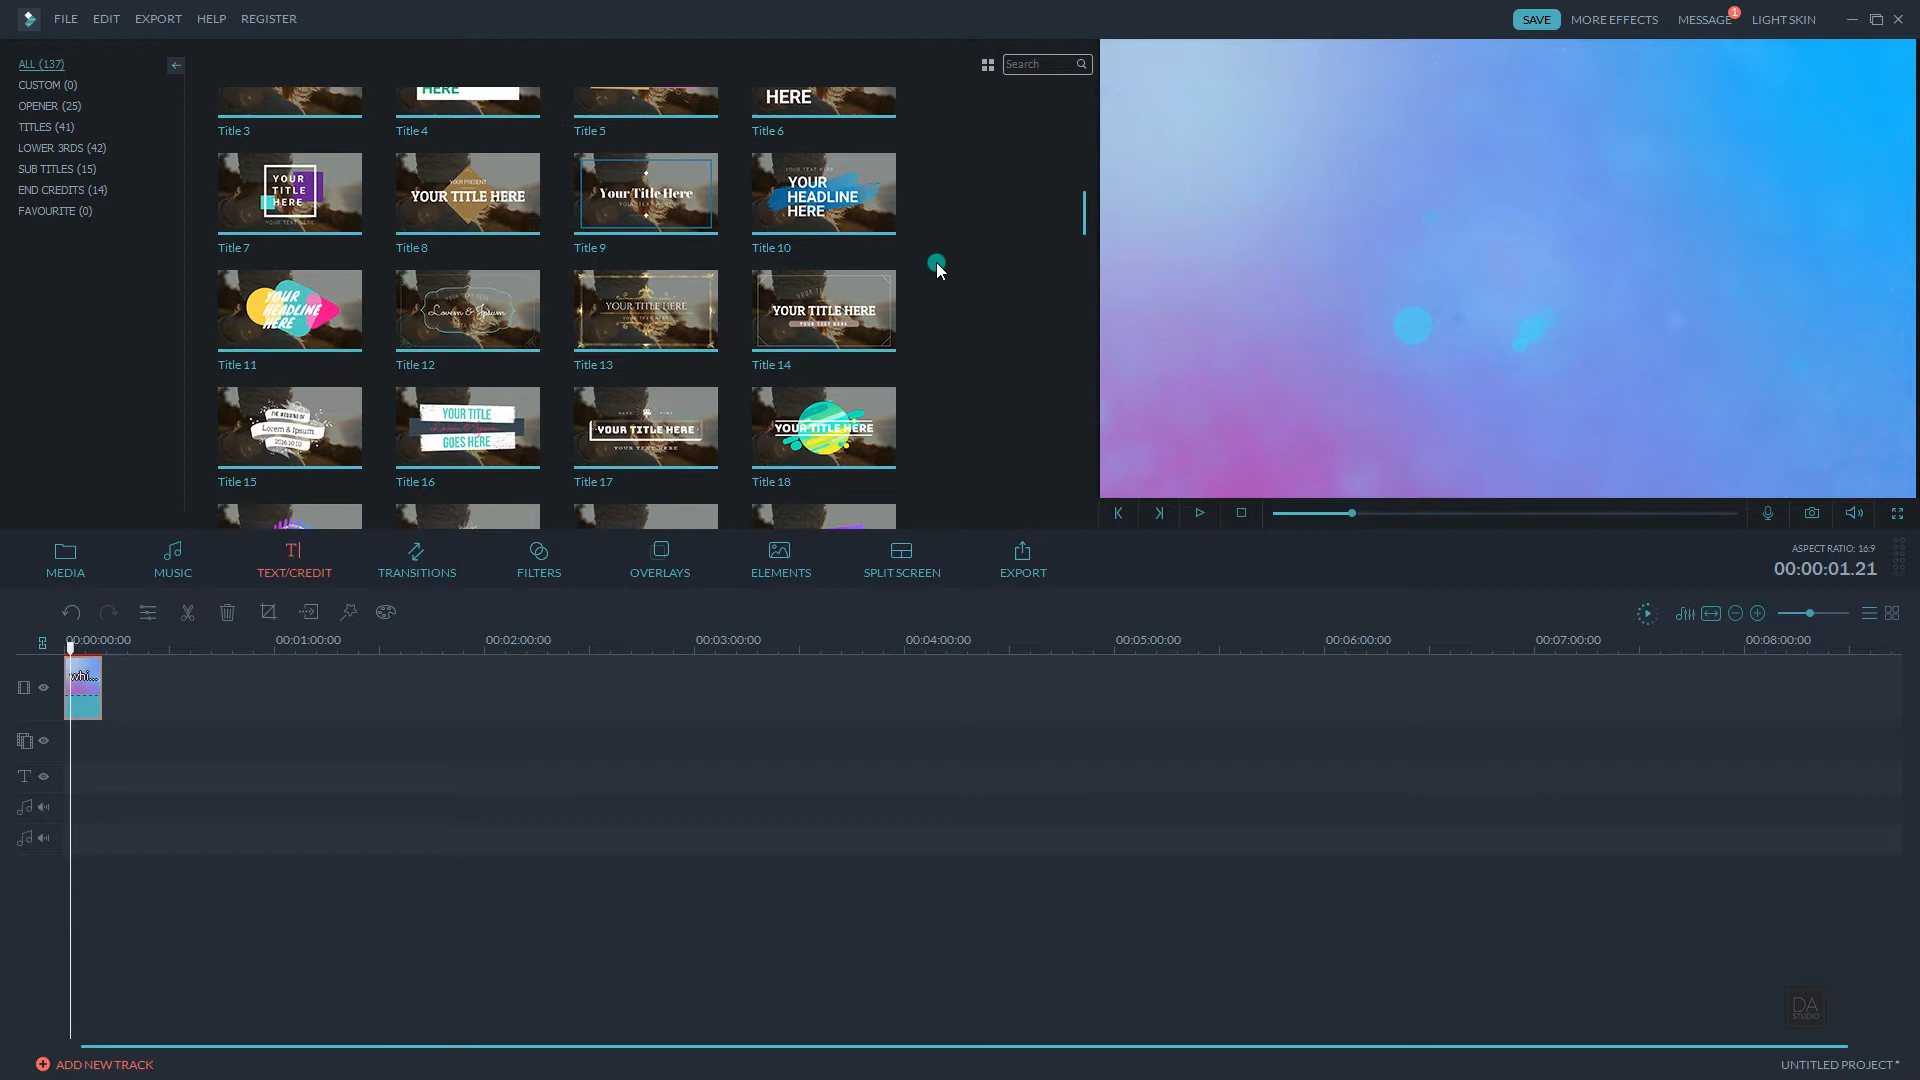 FILE EDIT EXPORT HELP REGISTER SAVE MORE EFFECTS MESSAGE 1 LIGHT SKIN
ALL (137)
CUSTOM (0)
OPENER (25)
TITLES (41)
LOWER 3RDS (42)
SUB TITLES (15)
END CREDITS (14)
FAVOURITE (0)
Search
HERE
HERE
Title 3 Title 4 Title 5 Title 6
YOUR
TITLE
HERE
YOUR TEXT HERE
YOUR PRESENT
YOUR TITLE HERE
Your Title Here
YOUR
HEADLINE
HERE
Title 7 Title 8 Title 9 Title 10
YOUR
HEADLINE
HERE
Lorem & Ipsum
YOUR TITLE HERE
YOUR TITLE HERE
YOUR TEXT HERE
Title 11 Title 12 Title 13 Title 14
THE WEDDING OF
Lorem & Ipsum
2016.10.10
YOUR TITLE
Lorem & Ipsum
GOES HERE
YOUR TITLE HERE
YOUR TEXT HERE
YOUR TITLE HERE
Title 15 Title 16 Title 17 Title 18
MEDIA MUSIC TEXT/CREDIT TRANSITIONS FILTERS OVERLAYS ELEMENTS SPLIT SCREEN EXPORT
ASPECT RATIO: 16:9
00:00:01.21
00:00:00:00 00:01:00:00 00:02:00:00 00:03:00:00 00:04:00:00 00:05:00:00 00:06:00:00 00:07:00:00 00:08:00:00
whi...
DA
STUDIO
ADD NEW TRACK
UNTITLED PROJECT *